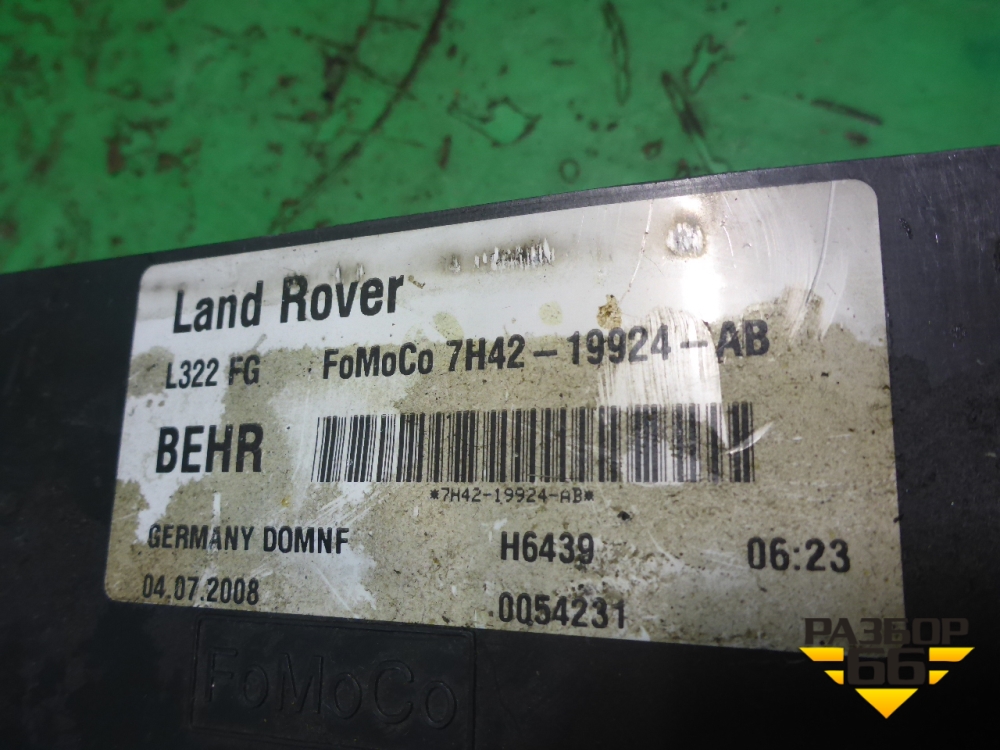 Land Rover
L322 FG FoMoCo 7H42-19924-AB
BEHR
*7H42-19924-AB*
GERMANY DOMNF H6439 06:23
04.07.2008 0054231
FoMoCo
РАЗБОР
66